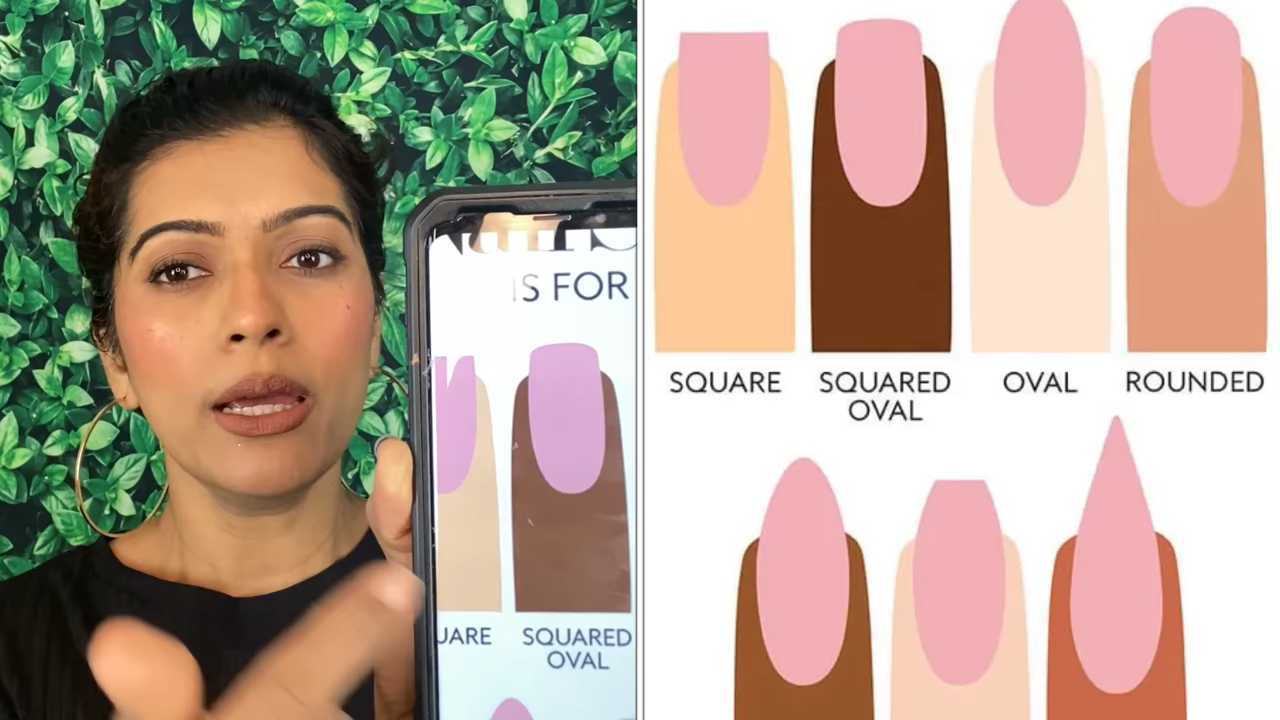 IS FOR
UARE
SQUARED
OVAL
SQUARE
SQUARED
OVAL
OVAL
ROUNDED